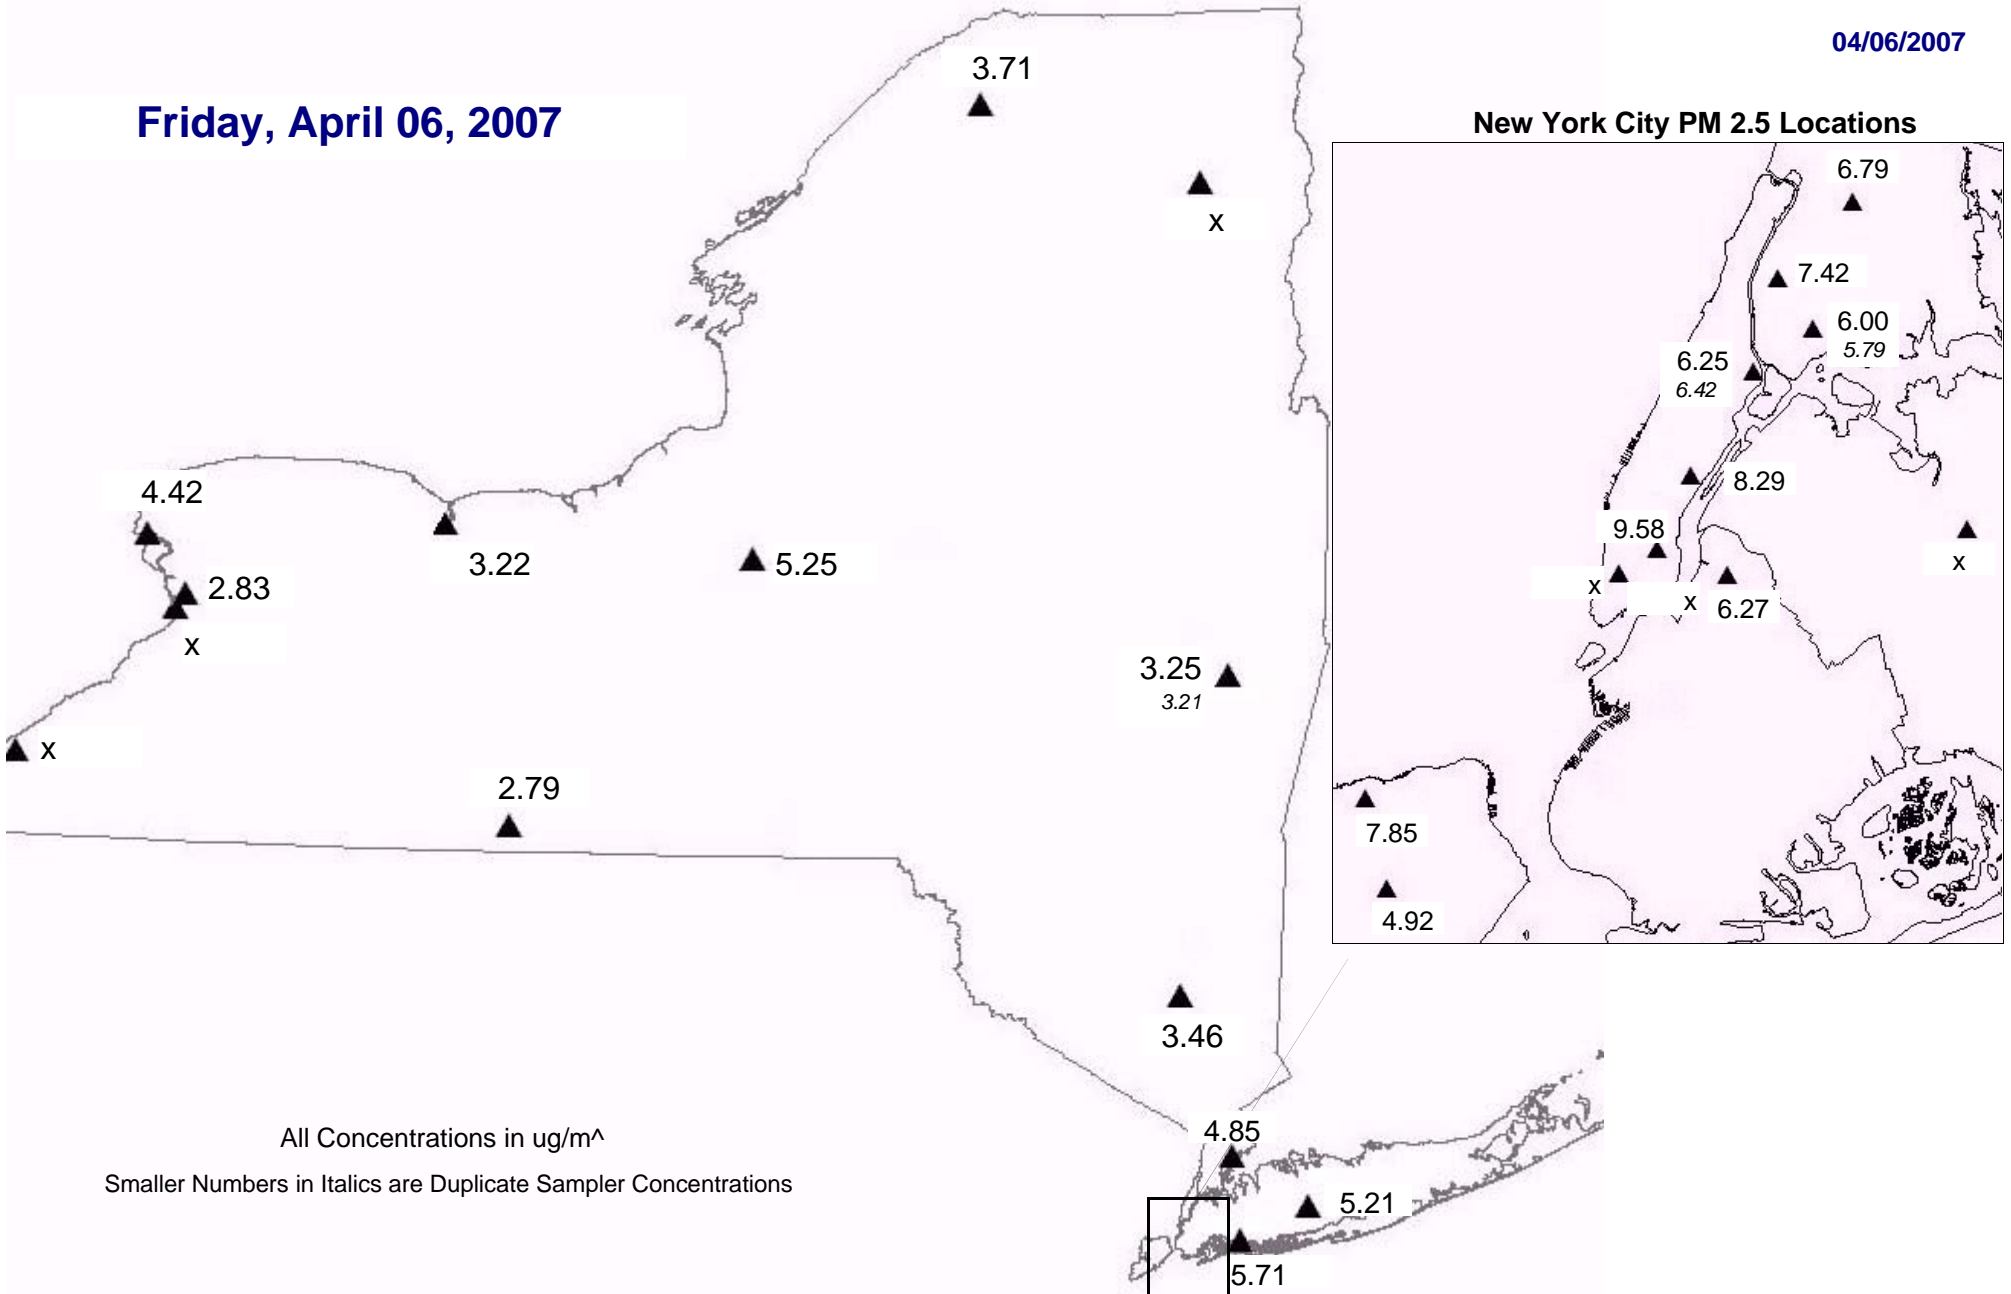 04/06/2007
Friday, April 06, 2007
New York City PM 2.5 Locations
3.71
x
4.42
2.83
x
x
3.22
5.25
3.25
3.21
2.79
3.46
4.85
5.21
5.71
6.79
7.42
6.00
5.79
6.25
6.42
8.29
9.58
x
x
6.27
x
7.85
4.92
All Concentrations in ug/m^
Smaller Numbers in Italics are Duplicate Sampler Concentrations